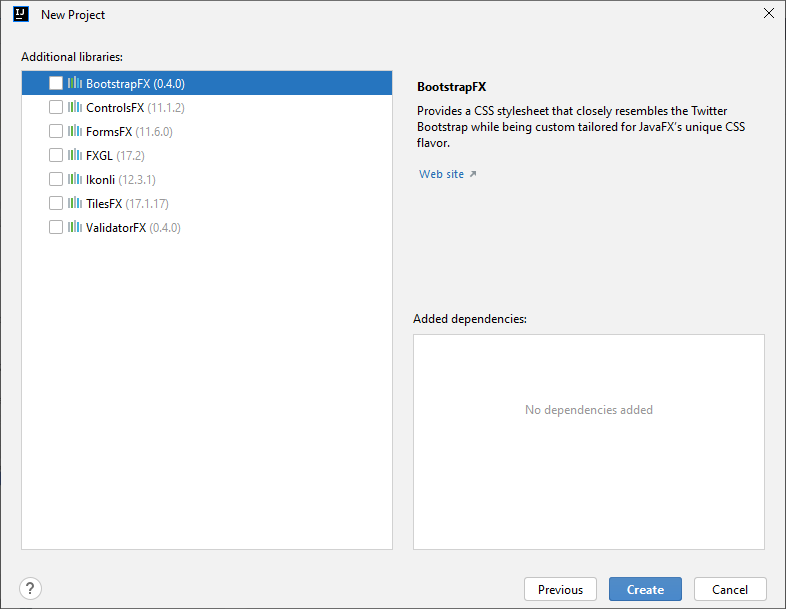 IJ
New Project
Additional libraries:
BootstrapFX (0.4.0)
ControlsFX (11.1.2)
FormsFX (11.6.0)
FXGL (17.2)
Ikonli (12.3.1)
TilesFX (17.1.17)
ValidatorFX (0.4.0)
BootstrapFX
Provides a CSS stylesheet that closely resembles the Twitter
Bootstrap while being custom tailored for JavaFX's unique CSS
flavor.
Web site ↗
Added dependencies:
No dependencies added
?
Previous
Create
Cancel